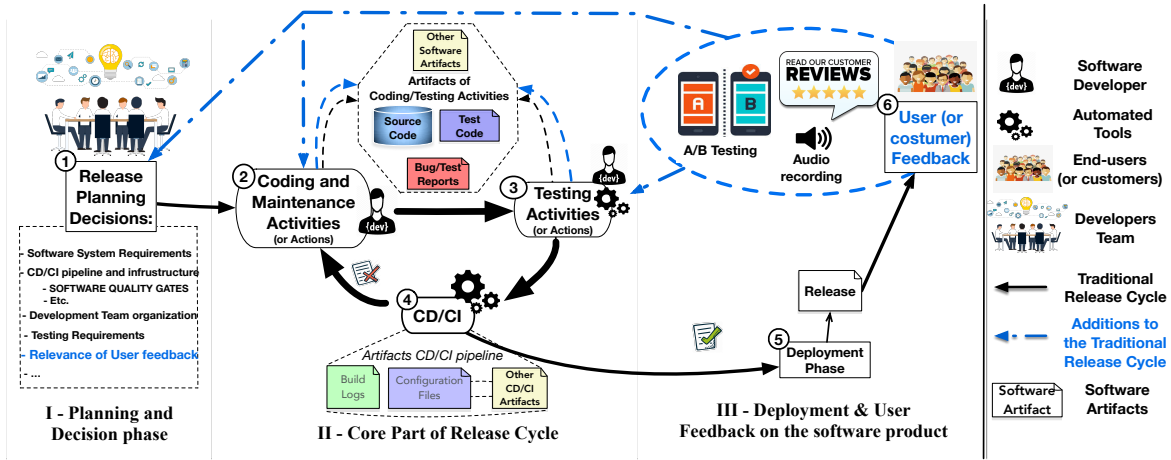 1
Release
Planning
Decisions:
- Software System Requirements
- CD/CI pipeline and infrustructure
- SOFTWARE QUALITY GATES
- Etc.
- Development Team organization
- Testing Requirements
- Relevance of User feedback
- ...
I - Planning and
Decision phase
Other
Software
Artifacts
Artifacts of
Coding/Testing Activities
Source
Code
Test
Code
Bug/Test
Reports
2
Coding and
Maintenance
Activities
(or Actions)
{dev}
3
Testing
Activities
(or Actions)
{dev}
4
CD/CI
Artifacts CD/CI pipeline
Build
Logs
Configuration
Files
Other
CD/CI
Artifacts
II - Core Part of Release Cycle
A
B
A/B Testing
READ OUR CUSTOMER
REVIEWS
Audio
recording
6
User (or
costumer)
Feedback
Release
5
Deployment
Phase
III - Deployment & User
Feedback on the software product
{dev}
Software
Developer
Automated
Tools
End-users
(or customers)
Developers
Team
Traditional
Release Cycle
Additions to
the Traditional
Release Cycle
Software
Artifact
Software
Artifacts